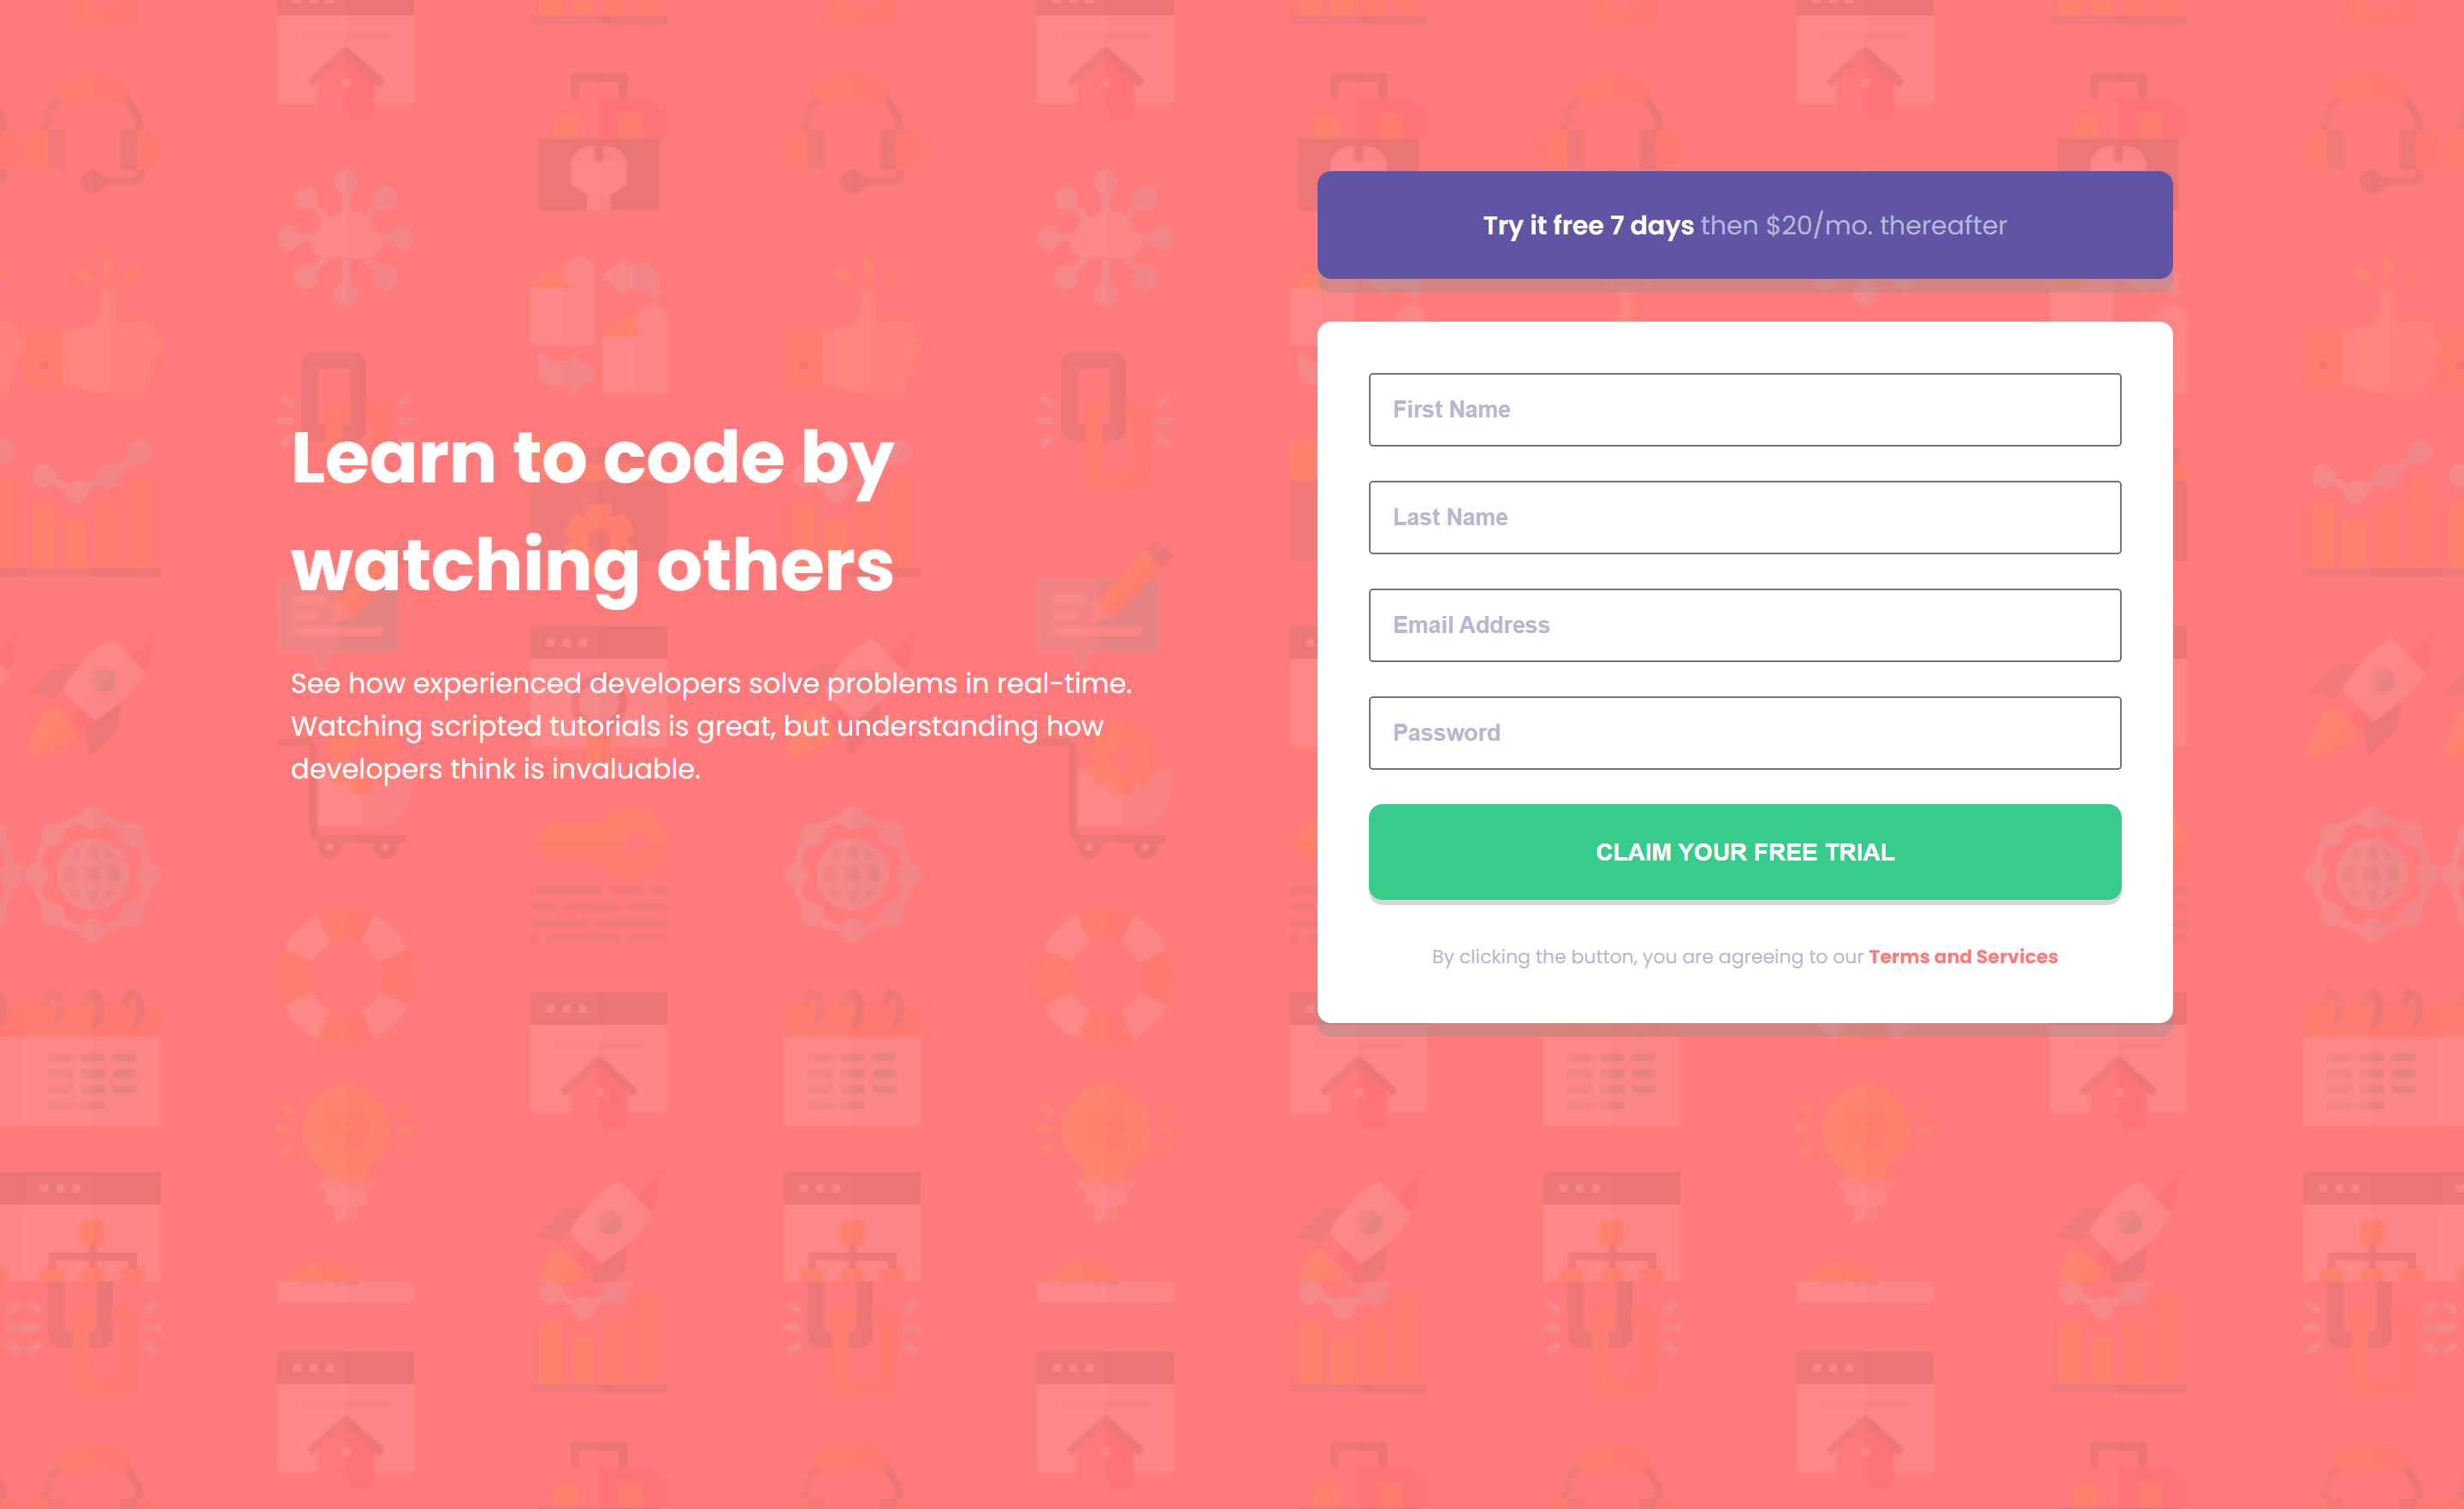 Learn to code by
watching others
See how experienced developers solve problems in real-time.
Watching scripted tutorials is great, but understanding how
developers think is invaluable.
Try it free 7 days then $20/mo. thereafter
First Name
Last Name
Email Address
Password
CLAIM YOUR FREE TRIAL
By clicking the button, you are agreeing to our Terms and Services